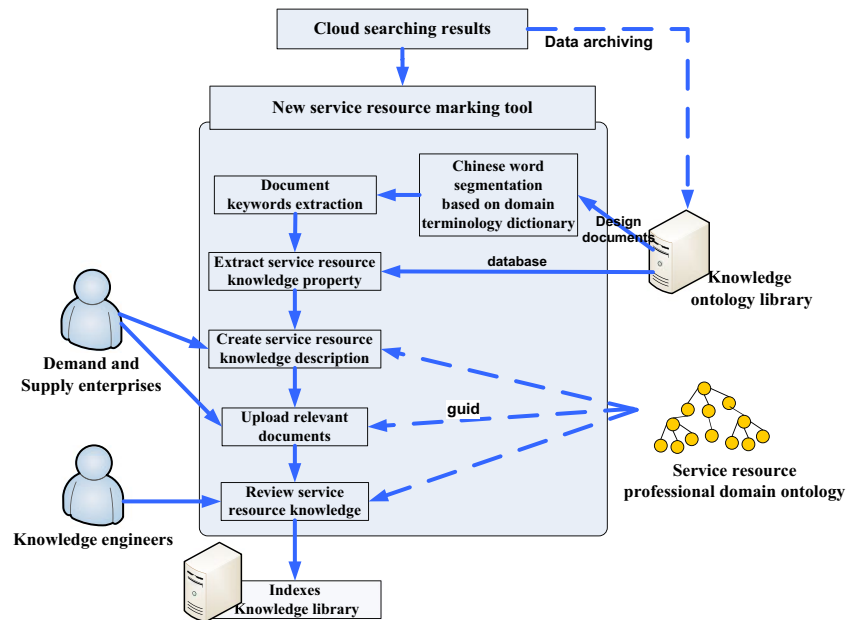 Cloud searching results
Data archiving
New service resource marking tool
Chinese word
segmentation
based on domain
terminology dictionary
Document
keywords extraction
Design
documents
Extract service resource
knowledge property
database
Knowledge
ontology library
Create service resource
knowledge description
Demand and
Supply enterprises
Upload relevant
documents
guid
Service resource
professional domain ontology
Review service
resource knowledge
Knowledge engineers
Indexes
Knowledge library